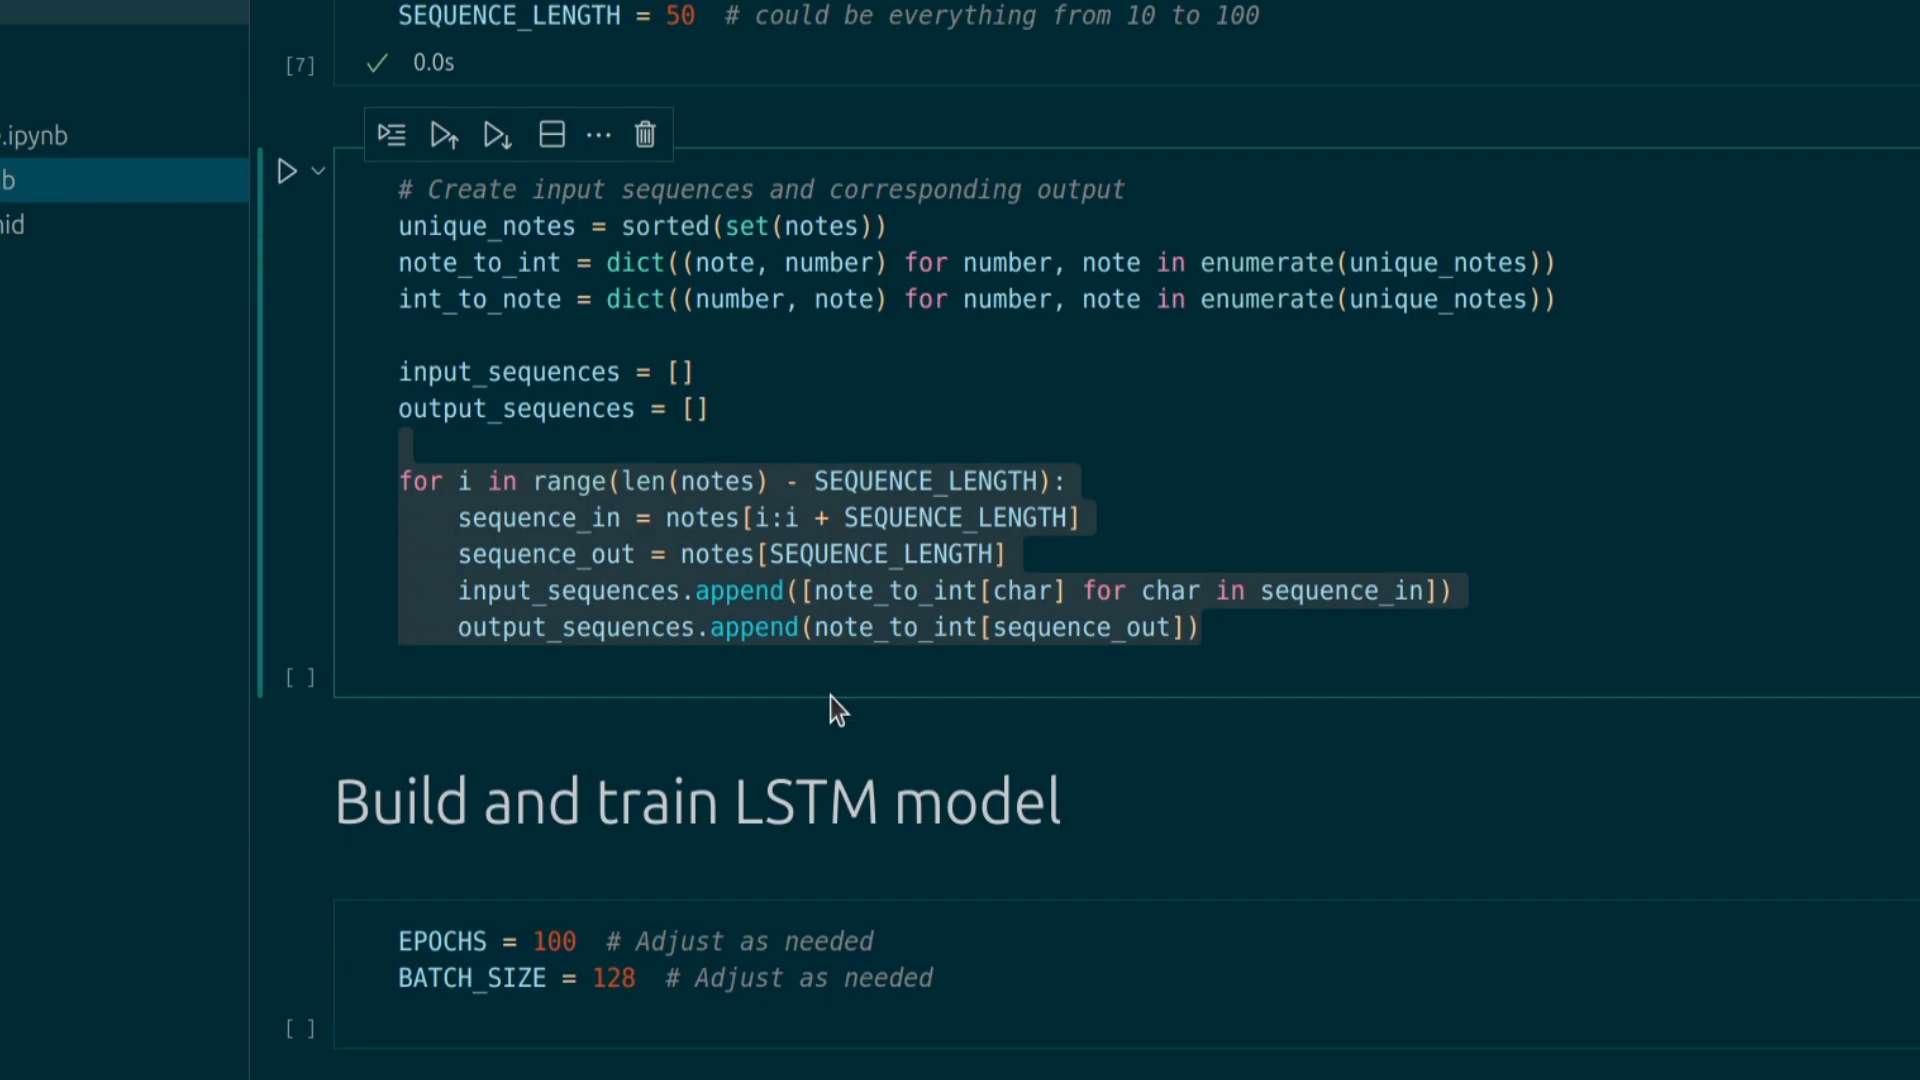 SEQUENCE_LENGTH = 50  # could be everything from 10 to 100
[7]
0.0s
.ipynb
b
id
# Create input sequences and corresponding output
unique_notes = sorted(set(notes))
note_to_int = dict((note, number) for number, note in enumerate(unique_notes))
int_to_note = dict((number, note) for number, note in enumerate(unique_notes))
input_sequences = []
output_sequences = []
for i in range(len(notes) - SEQUENCE_LENGTH):
    sequence_in = notes[i:i + SEQUENCE_LENGTH]
    sequence_out = notes[SEQUENCE_LENGTH]
    input_sequences.append([note_to_int[char] for char in sequence_in])
    output_sequences.append(note_to_int[sequence_out])
[ ]
Build and train LSTM model
EPOCHS = 100  # Adjust as needed
BATCH_SIZE = 128  # Adjust as needed
[ ]